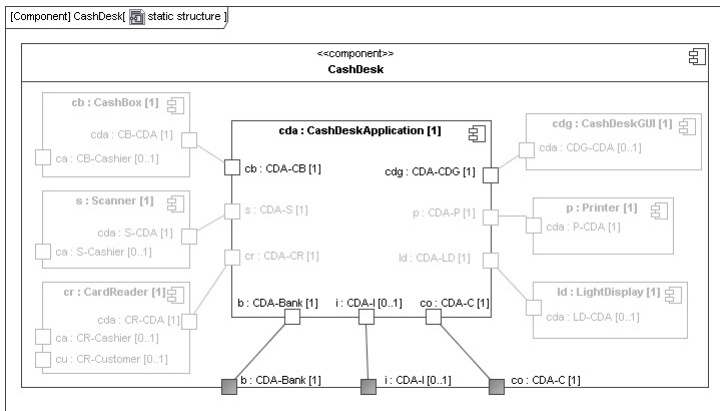 [Component] CashDesk[ static structure ]
<<component>>
CashDesk
cb : CashBox [1]
cda : CB-CDA [1]
ca : CB-Cashier [0..1]
s : Scanner [1]
cda : S-CDA [1]
ca : S-Cashier [0..1]
cr : CardReader [1]
cda : CR-CDA [1]
ca : CR-Cashier [0..1]
cu : CR-Customer [0..1]
cda : CashDeskApplication [1]
cb : CDA-CB [1]
cdg : CDA-CDG [1]
s : CDA-S [1]
p : CDA-P [1]
cr : CDA-CR [1]
ld : CDA-LD [1]
b : CDA-Bank [1]
i : CDA-I [0..1]
co : CDA-C [1]
cdg : CashDeskGUI [1]
cda : CDG-CDA [0..1]
p : Printer [1]
cda : P-CDA [1]
ld : LightDisplay [1]
cda : LD-CDA [0..1]
b : CDA-Bank [1]
i : CDA-I [0..1]
co : CDA-C [1]